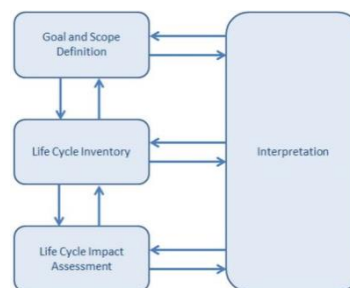 Goal and Scope
Definition
Life Cycle Inventory
Interpretation
Life Cycle Impact
Assessment